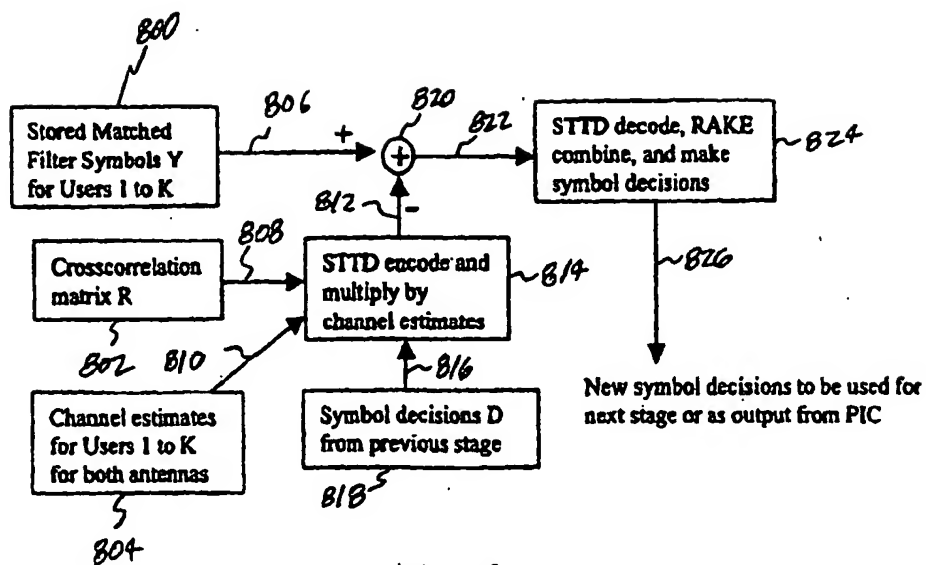 800
Stored Matched
Filter Symbols Y
for Users 1 to K
806
+
820
+
822
STTD decode, RAKE
combine, and make
symbol decisions
824
812
-
Crosscorrelation
matrix R
808
802
810
STTD encode and
multiply by
channel estimates
814
826
816
Channel estimates
for Users 1 to K
for both antennas
804
Symbol decisions D
from previous stage
818
New symbol decisions to be used for
next stage or as output from PIC